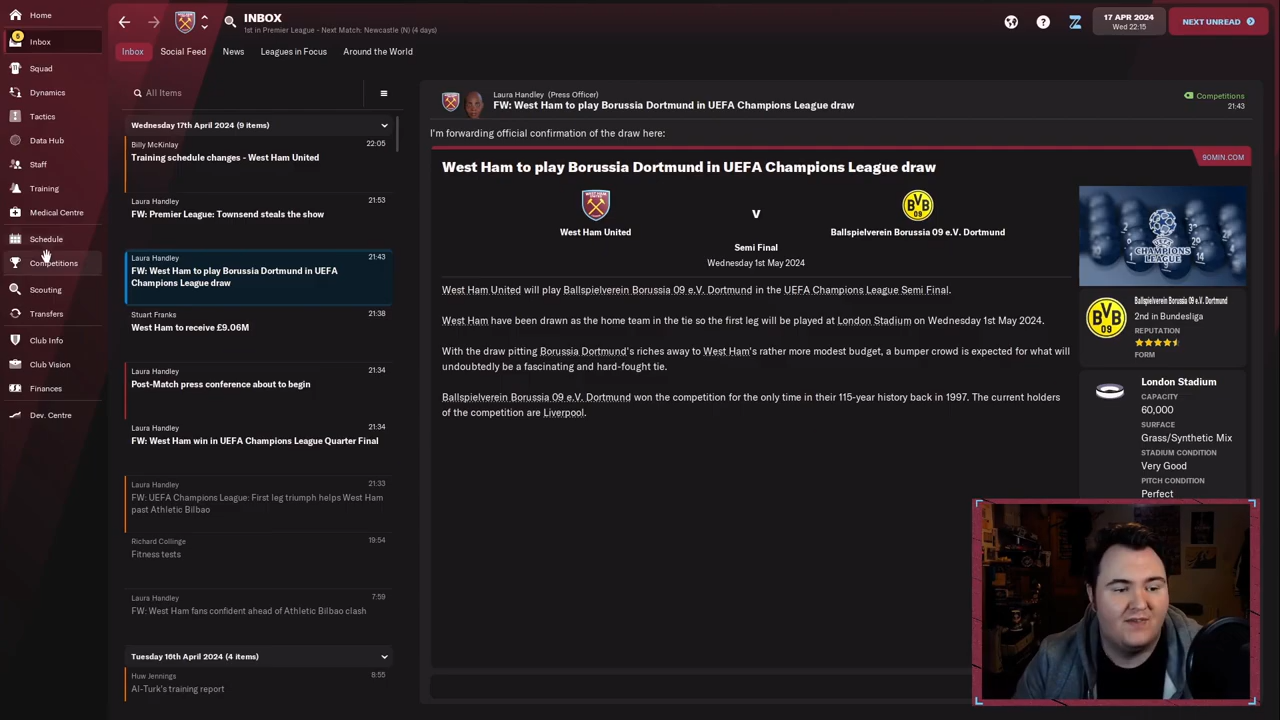 Home
5
Inbox
Squad
Dynamics
Tactics
Data Hub
Staff
Training
Medical Centre
Schedule
Competitions
Scouting
Transfers
Club Info
Club Vision
Finances
Dev. Centre
INBOX
1st in Premier League - Next Match: Newcastle (N) (4 days)
17 APR 2024
Wed 22:15
NEXT UNREAD
Inbox Social Feed News Leagues in Focus Around the World
All Items
Wednesday 17th April 2024 (9 items)
Billy McKinlay 22:05
Training schedule changes - West Ham United
Laura Handley 21:53
FW: Premier League: Townsend steals the show
Laura Handley 21:43
FW: West Ham to play Borussia Dortmund in UEFA
Champions League draw
Stuart Franks 21:38
West Ham to receive £9.06M
Laura Handley 21:34
Post-Match press conference about to begin
Laura Handley 21:34
FW: West Ham win in UEFA Champions League Quarter Final
Laura Handley 21:33
FW: UEFA Champions League: First leg triumph helps West Ham
past Athletic Bilbao
Richard Collinge 19:54
Fitness tests
Laura Handley 7:59
FW: West Ham fans confident ahead of Athletic Bilbao clash
Tuesday 16th April 2024 (4 items)
Huw Jennings 8:55
Al-Turk's training report
Laura Handley (Press Officer)
FW: West Ham to play Borussia Dortmund in UEFA Champions League draw
Competitions
21:43
I'm forwarding official confirmation of the draw here:
90MIN.COM
West Ham to play Borussia Dortmund in UEFA Champions League draw
v
West Ham United Ballspielverein Borussia 09 e.V. Dortmund
Semi Final
Wednesday 1st May 2024
West Ham United will play Ballspielverein Borussia 09 e.V. Dortmund in the UEFA Champions League Semi Final.
West Ham have been drawn as the home team in the tie so the first leg will be played at London Stadium on Wednesday 1st May 2024.
With the draw pitting Borussia Dortmund's riches away to West Ham's rather more modest budget, a bumper crowd is expected for what will
undoubtedly be a fascinating and hard-fought tie.
Ballspielverein Borussia 09 e.V. Dortmund won the competition for the only time in their 115-year history back in 1997. The current holders
of the competition are Liverpool.
CHAMPIONS
LEAGUE
BVB
09
Ballspielverein Borussia 09 e.V. Dortmund
2nd in Bundesliga
REPUTATION
FORM
London Stadium
CAPACITY
60,000
SURFACE
Grass/Synthetic Mix
STADIUM CONDITION
Very Good
PITCH CONDITION
Perfect